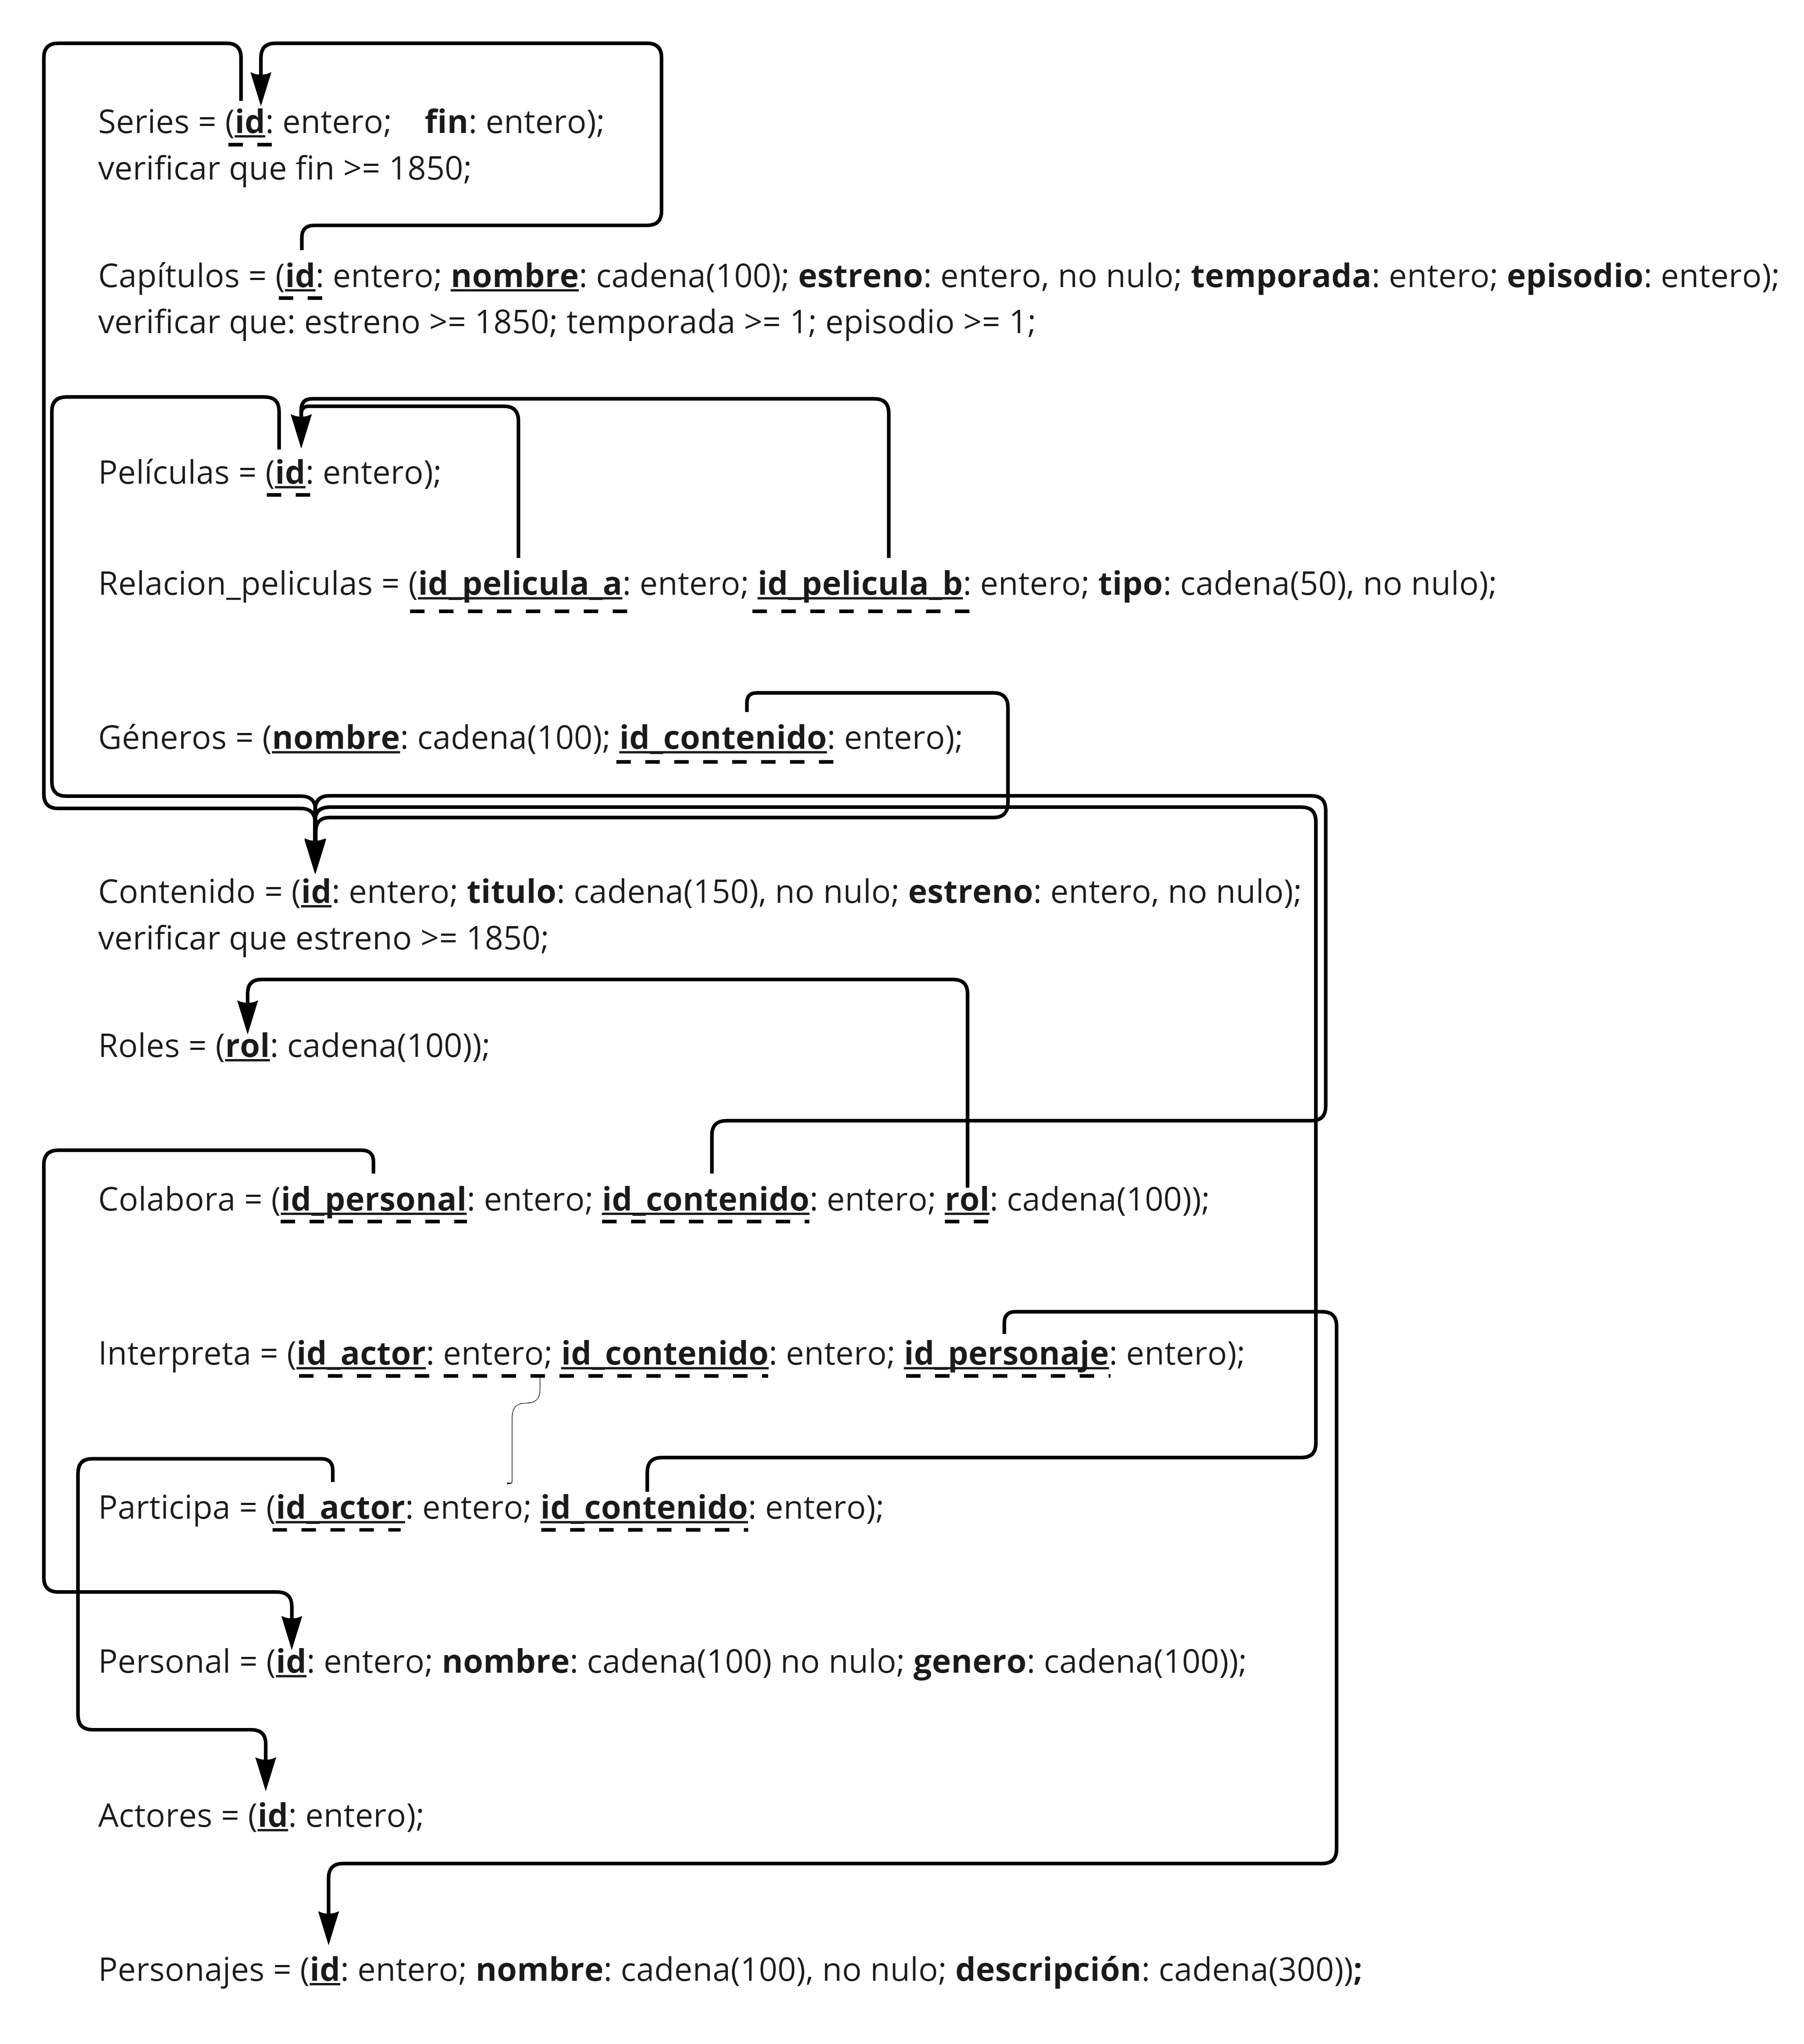 Series = (id: entero; fin: entero);
verificar que fin >= 1850;
Capítulos = (id: entero; nombre: cadena(100); estreno: entero, no nulo; temporada: entero; episodio: entero);
verificar que: estreno >= 1850; temporada >= 1; episodio >= 1;
Películas = (id: entero);
Relacion_peliculas = (id_pelicula_a: entero; id_pelicula_b: entero; tipo: cadena(50), no nulo);
Géneros = (nombre: cadena(100); id_contenido: entero);
Contenido = (id: entero; titulo: cadena(150), no nulo; estreno: entero, no nulo);
verificar que estreno >= 1850;
Roles = (rol: cadena(100));
Colabora = (id_personal: entero; id_contenido: entero; rol: cadena(100));
Interpreta = (id_actor: entero; id_contenido: entero; id_personaje: entero);
Participa = (id_actor: entero; id_contenido: entero);
Personal = (id: entero; nombre: cadena(100) no nulo; genero: cadena(100));
Actores = (id: entero);
Personajes = (id: entero; nombre: cadena(100), no nulo; descripción: cadena(300));